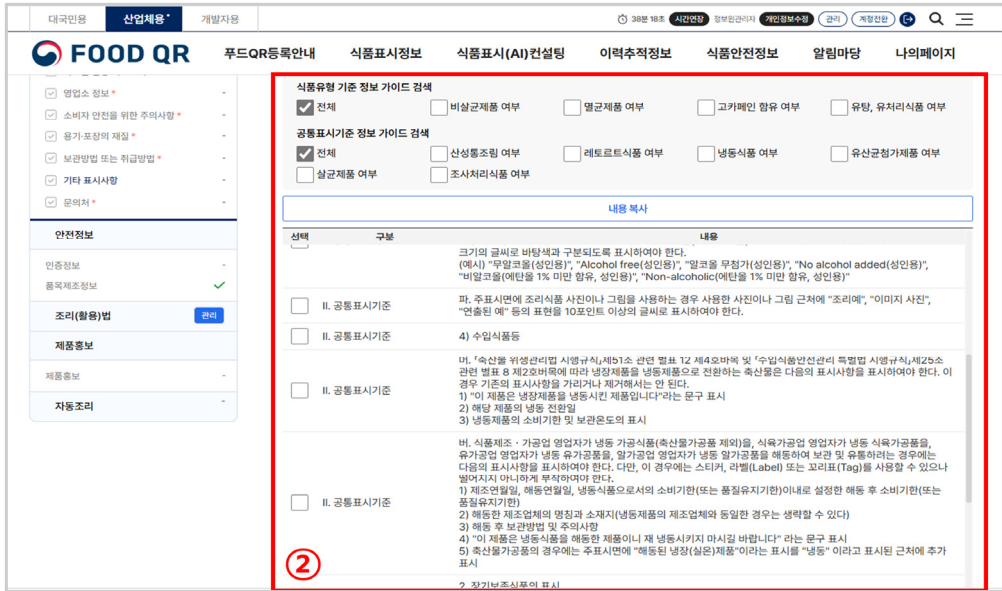 대국민용 산업체용 개발자용
38분 18초 시간연장 정보원관리자 개인정보수정 관리 계정전환
FOOD QR 푸드QR등록안내 식품표시정보 식품표시(AI)컨설팅 이력추적정보 식품안전정보 알림마당 나의페이지
영업소 정보 * -
소비자 안전을 위한 주의사항 * -
용기·포장의 재질 * -
보관방법 또는 취급방법 * -
기타 표시사항 -
문의처 * -
안전정보
인증정보 -
품목제조정보
조리(활용)법 관리
제품홍보
제품홍보 -
자동조리 -
식품유형 기준 정보 가이드 검색
전체 비살균제품 여부 멸균제품 여부 고카페인 함유 여부 유탕, 유처리식품 여부
공통표시기준 정보 가이드 검색
전체 산성통조림 여부 레토르트식품 여부 냉동식품 여부 유산균첨가제품 여부
살균제품 여부 조사처리식품 여부
내용 복사
선택 구분 내용
크기의 글씨로 바탕색과 구분되도록 표시하여야 한다.
(예시) "무알코올(성인용)", "Alcohol free(성인용)", "알코올 무첨가(성인용)", "No alcohol added(성인용)",
"비알코올(에탄올 1% 미만 함유, 성인용)", "Non-alcoholic(에탄올 1% 미만 함유, 성인용)"
II. 공통표시기준
퍄. 주표시면에 조리식품 사진이나 그림을 사용하는 경우 사용한 사진이나 그림 근처에 "조리예", "이미지 사진",
"연출된 예" 등의 표현을 10포인트 이상의 글씨로 표시하여야 한다.
II. 공통표시기준 4) 수입식품등
II. 공통표시기준
머. 「축산물 위생관리법 시행규칙」제51조 관련 별표 12 제4호바목 및 「수입식품안전관리 특별법 시행규칙」제25조
관련 별표 8 제2호버목에 따라 냉장제품을 냉동제품으로 전환하는 축산물은 다음의 표시사항을 표시하여야 한다. 이
경우 기존의 표시사항을 가리거나 제거해서는 안 된다.
1) "이 제품은 냉장제품을 냉동시킨 제품입니다"라는 문구 표시
2) 해당 제품의 냉동 전환일
3) 냉동제품의 소비기한 및 보관온도의 표시
II. 공통표시기준
버. 식품제조ㆍ가공업 영업자가 냉동 가공식품(축산물가공품 제외)을, 식육가공업 영업자가 냉동 식육가공품을,
유가공업 영업자가 냉동 유가공품을, 알가공업 영업자가 냉동 알가공품을 해동하여 보관 및 유통하려는 경우에는
다음의 표시사항을 표시하여야 한다. 다만, 이 경우에는 스티커, 라벨(Label) 또는 꼬리표(Tag)를 사용할 수 있으나
떨어지지 아니하게 부착하여야 한다.
1) 제조연월일, 해동연월일, 냉동식품으로서의 소비기한(또는 품질유지기한)이내로 설정한 해동 후 소비기한(또는
품질유지기한)
2) 해동한 제조업체의 명칭과 소재지(냉동제품의 제조업체와 동일한 경우는 생략할 수 있다)
3) 해동 후 보관방법 및 주의사항
4) "이 제품은 냉동식품을 해동한 제품이니 재 냉동시키지 마시길 바랍니다" 라는 문구 표시
5) 축산물가공품의 경우에는 주표시면에 "해동된 냉장(실온)제품"이라는 표시를 "냉동" 이라고 표시된 근처에 추가
표시
②
2. 장기보존식품의 표시